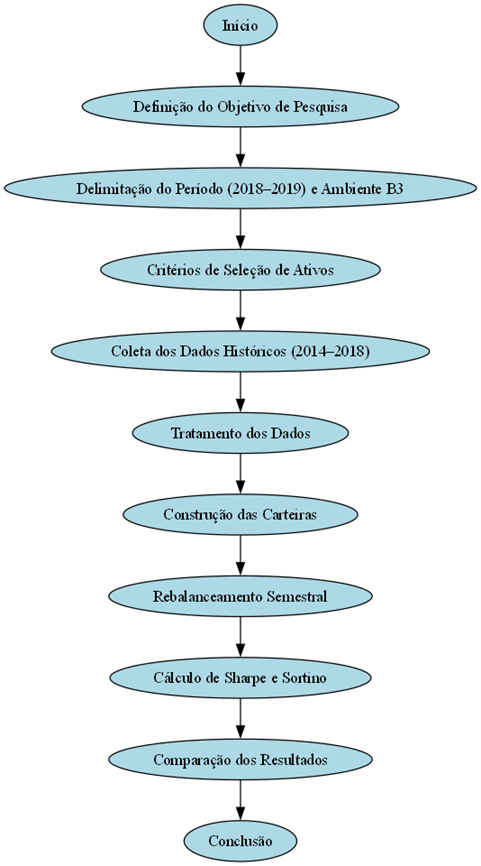 Início
Definição do Objetivo de Pesquisa
Delimitação do Período (2018–2019) e Ambiente B3
Critérios de Seleção de Ativos
Coleta dos Dados Históricos (2014–2018)
Tratamento dos Dados
Construção das Carteiras
Rebalanceamento Semestral
Cálculo de Sharpe e Sortino
Comparação dos Resultados
Conclusão